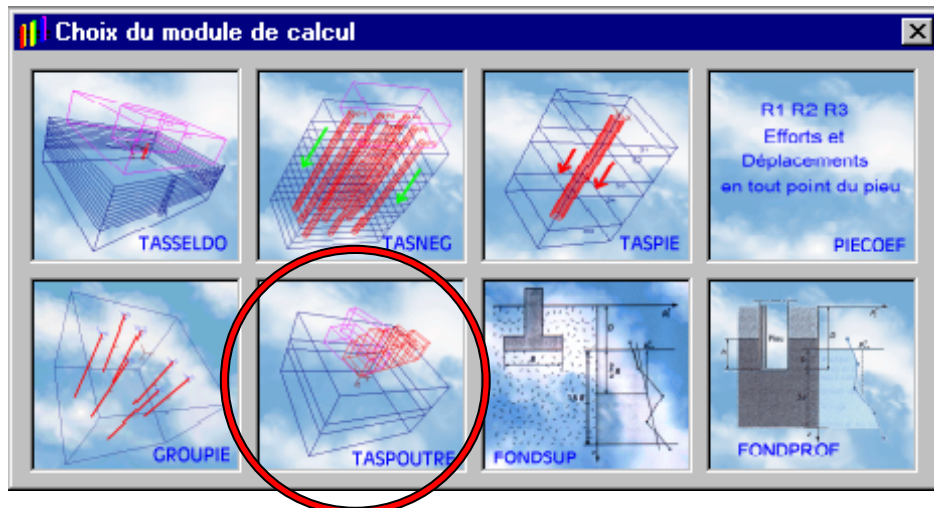 Choix du module de calcul
TASSELDO
TASNEG
TASPIE
R1 R2 R3
Efforts et
Déplacements
en tout point du pieu
PIECOEF
GROUPIE
TASPOUTRE
FONDSUP
Pieu
FONDPROF